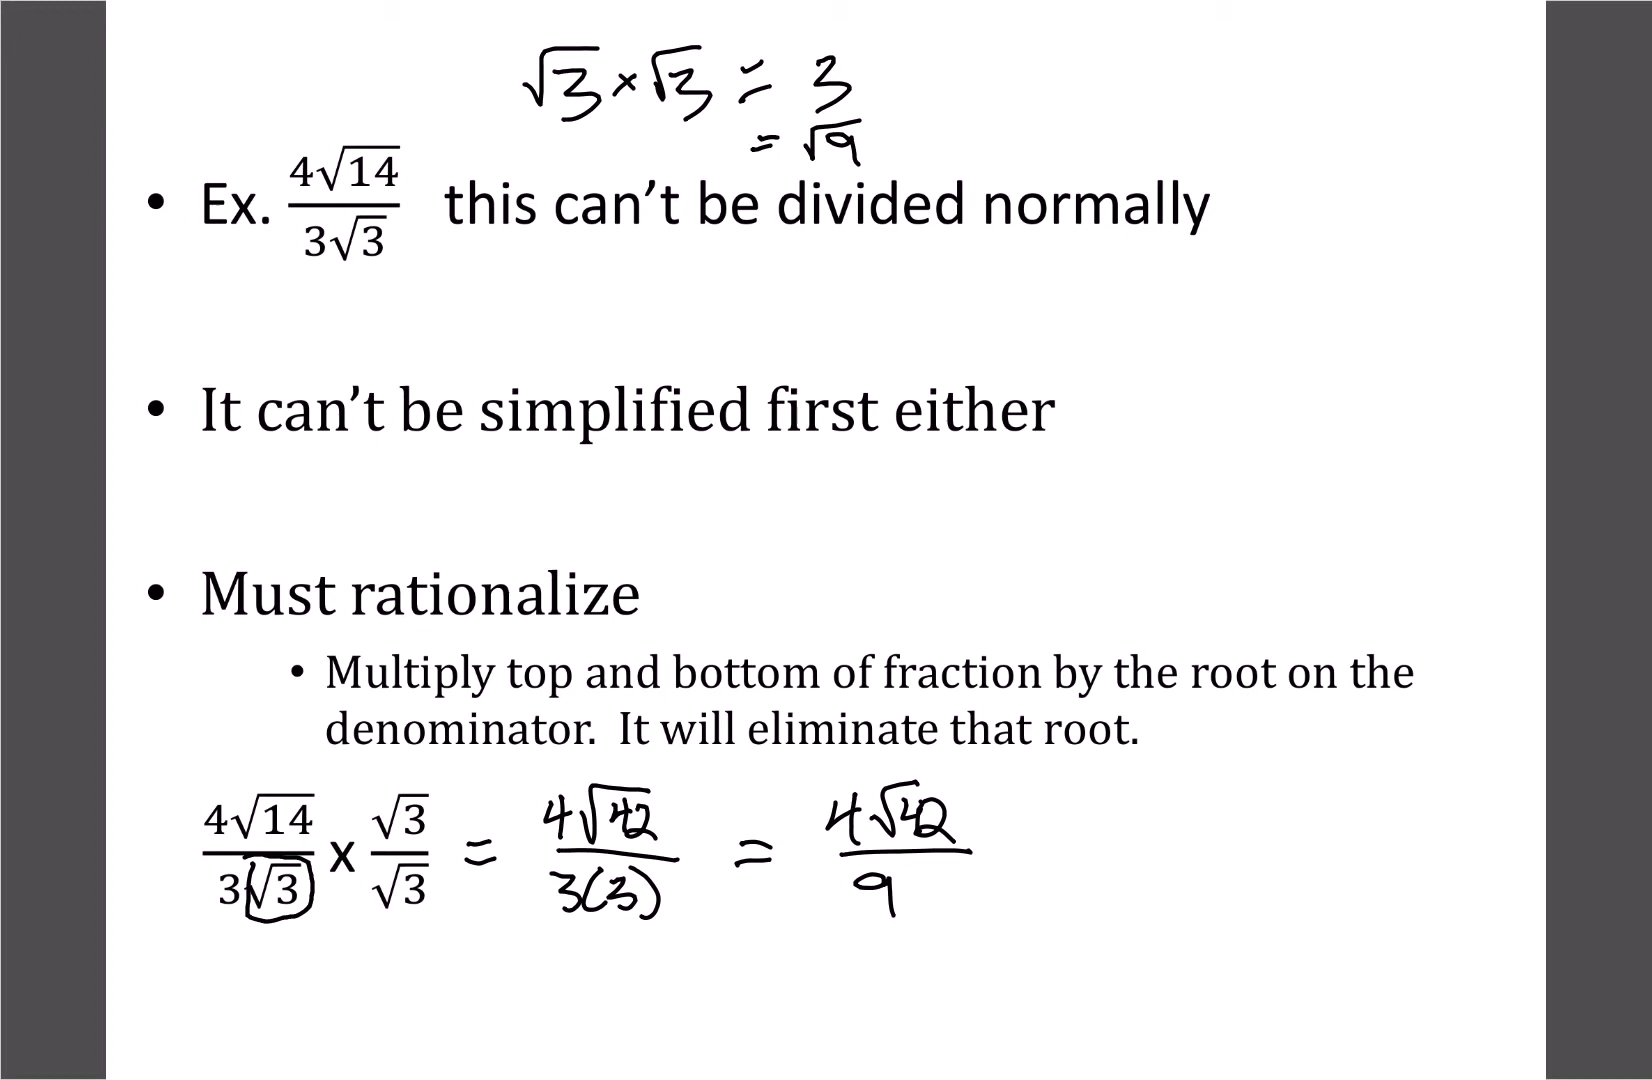 √3 × √3 = 3
= √9
• Ex. 4√14 / 3√3 this can’t be divided normally
• It can’t be simplified first either
• Must rationalize
• Multiply top and bottom of fraction by the root on the
denominator. It will eliminate that root.
4√14 / 3√3 x √3 / √3 = 4√42 / 3(3) = 4√42 / 9